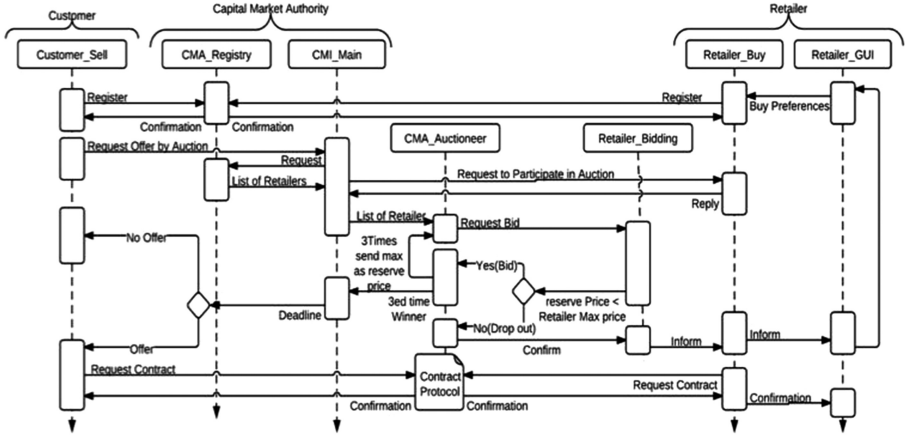 Customer
Capital Market Authority
Retailer
Customer_Sell
CMA_Registry
CMI_Main
Retailer_Buy
Retailer_GUI
Register
Register
Buy Preferences
Confirmation
Confirmation
CMA_Auctioneer
Retailer_Bidding
Request Offer by Auction
Request
List of Retailers
Request to Participate in Auction
Reply
List of Retailer
Request Bid
No Offer
3Times
send max
as reserve
price
Yes(Bid)
reserve Price <
Retailer Max price
3ed time
Winner
Deadline
No(Drop out)
Offer
Confirm
Inform
Inform
Request Contract
Contract
Protocol
Request Contract
Confirmation
Confirmation
Confirmation